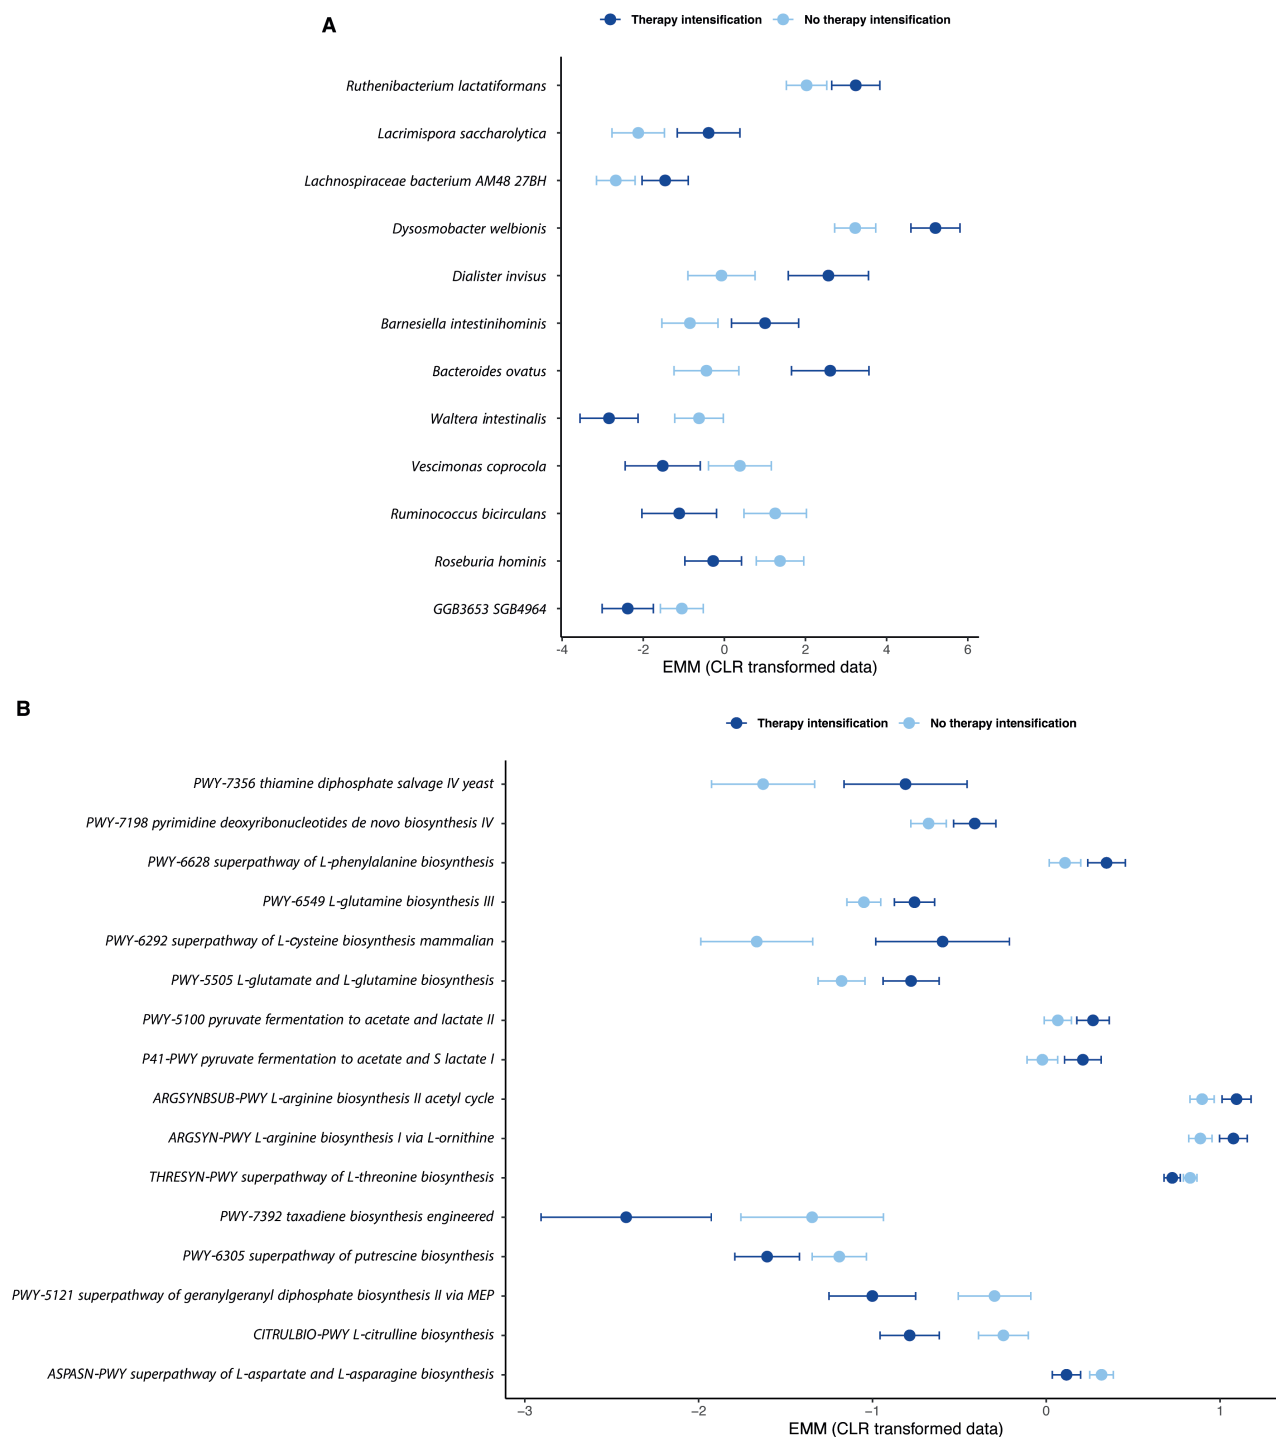 A
Therapy intensification No therapy intensification
Ruthenibacterium lactatiformans
Lacrimispora saccharolytica
Lachnospiraceae bacterium AM48 27BH
Dysosmobacter welbionis
Dialister invisus
Barnesiella intestinihominis
Bacteroides ovatus
Waltera intestinalis
Vescimonas coprocola
Ruminococcus bicirculans
Roseburia hominis
GGB3653 SGB4964
-4 -2 0 2 4 6
EMM (CLR transformed data)
B
Therapy intensification No therapy intensification
PWY-7356 thiamine diphosphate salvage IV yeast
PWY-7198 pyrimidine deoxyribonucleotides de novo biosynthesis IV
PWY-6628 superpathway of L-phenylalanine biosynthesis
PWY-6549 L-glutamine biosynthesis III
PWY-6292 superpathway of L-cysteine biosynthesis mammalian
PWY-5505 L-glutamate and L-glutamine biosynthesis
PWY-5100 pyruvate fermentation to acetate and lactate II
P41-PWY pyruvate fermentation to acetate and S lactate I
ARGSYNBSUB-PWY L-arginine biosynthesis II acetyl cycle
ARGSYN-PWY L-arginine biosynthesis I via L-ornithine
THRESYN-PWY superpathway of L-threonine biosynthesis
PWY-7392 taxadiene biosynthesis engineered
PWY-6305 superpathway of putrescine biosynthesis
PWY-5121 superpathway of geranylgeranyl diphosphate biosynthesis II via MEP
CITRULBIO-PWY L-citrulline biosynthesis
ASPASN-PWY superpathway of L-aspartate and L-asparagine biosynthesis
−3 −2 −1 0 1
EMM (CLR transformed data)